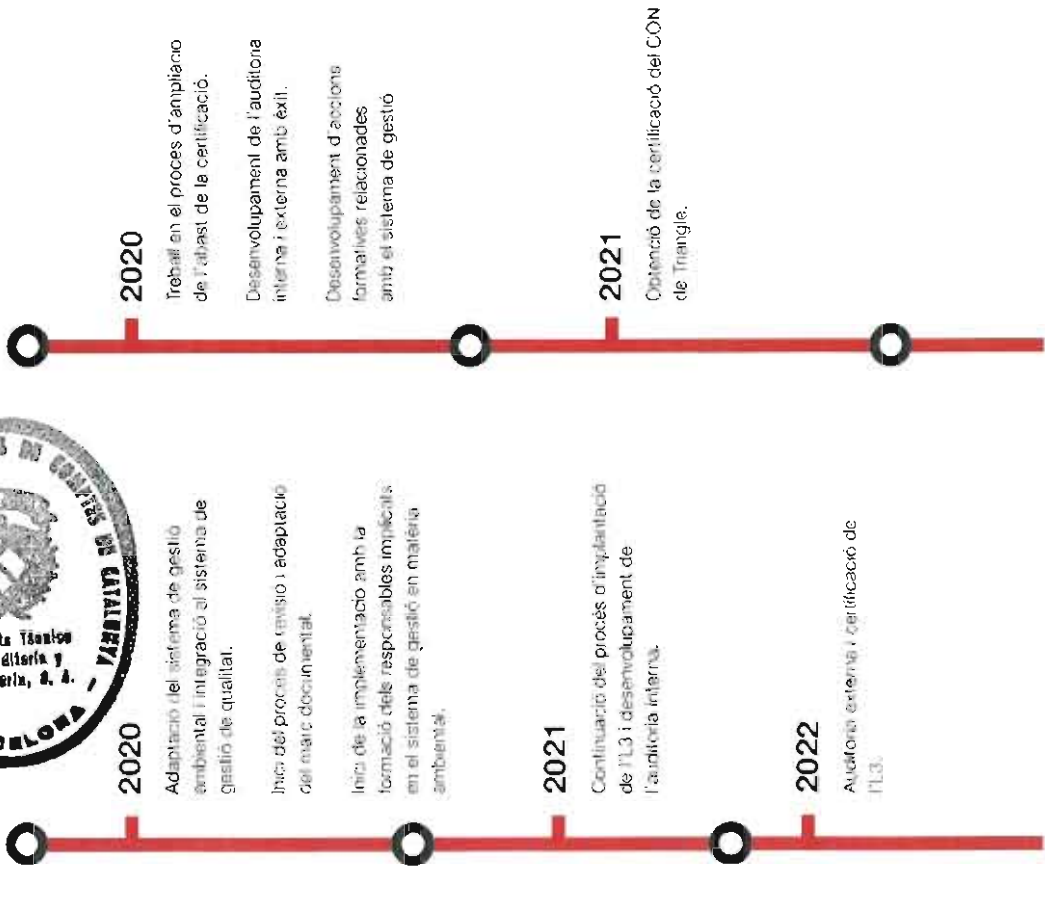 DE COMPTES DE CATALUNYA -
2020
Adaptació del sistema de gestió
ambiental i integració al sistema de
gestió de qualitat.
Inici del procés de revisió i adaptació
del marc documental.
Inici de a implementació amb la
formació dels responsables implicats
en el sistema de gestió en matèria
ambiental.
2021
Continuació del procés d'implantació
de l'L3 i desenvolupament de
l'auditoria interna.
2022
Auditoria externa i certificació de
l'L3.
2020
Treball en el procés d'ampliació
de l'abast de la certificació.
Desenvolupament de l'auditoria
interna i externa amb èxit.
Desenvolupament d'accions
formatives relacionades
amb el sistema de gestió
2021
Obtenció de la certificació del CON
de Triangle.